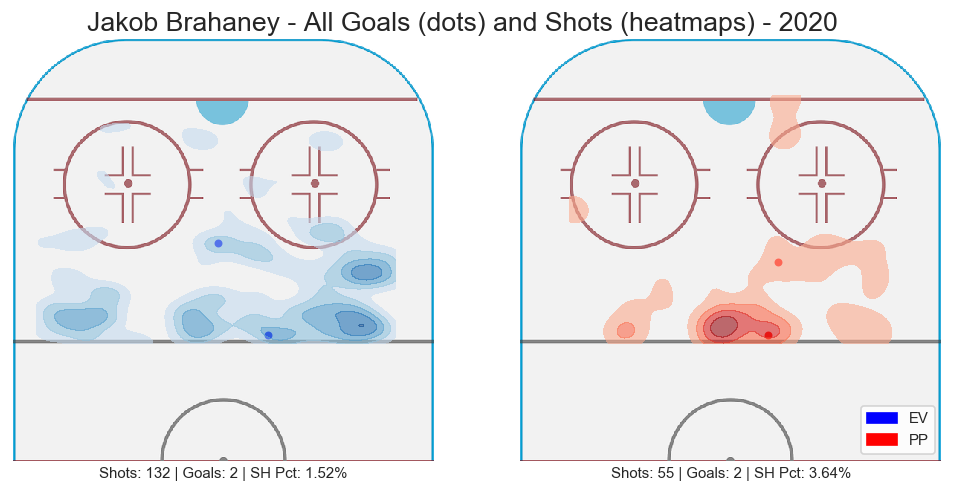 Jakob Brahaney - All Goals (dots) and Shots (heatmaps) - 2020
EV
PP
Shots: 132 | Goals: 2 | SH Pct: 1.52%
Shots: 55 | Goals: 2 | SH Pct: 3.64%